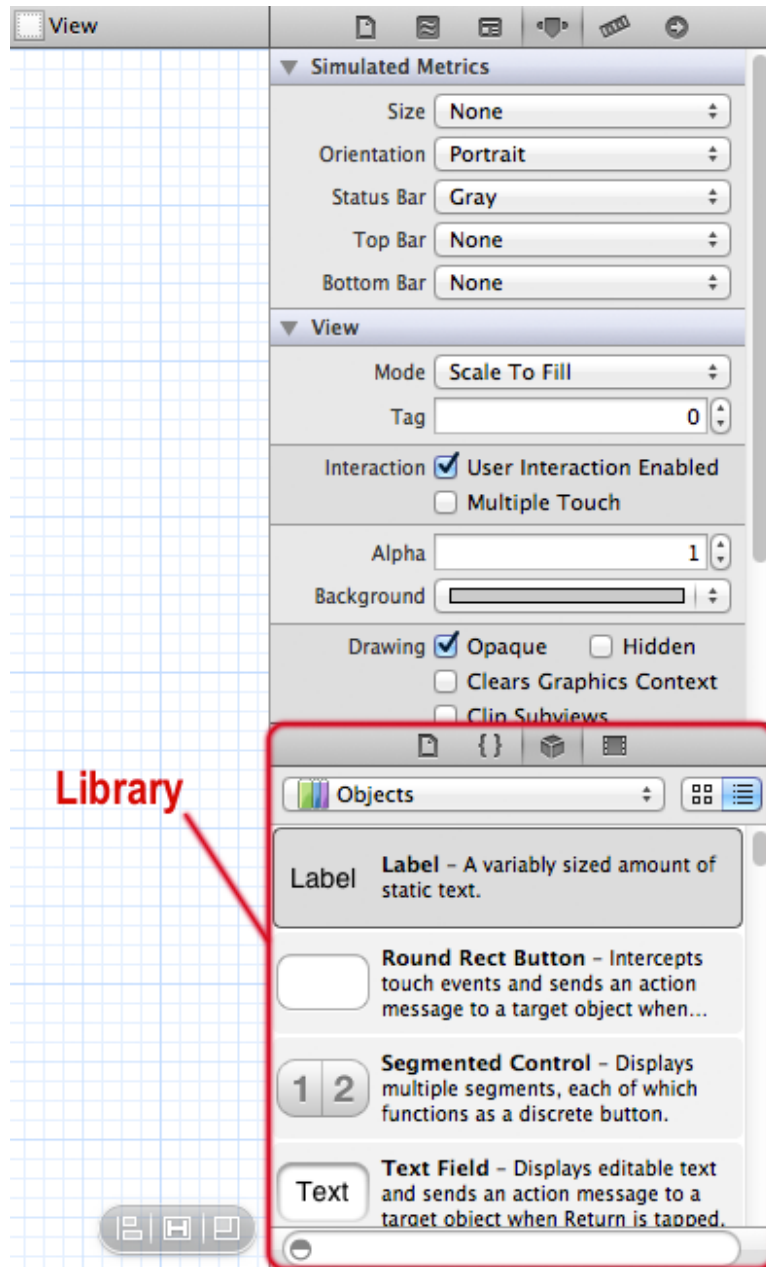 View
Simulated Metrics
Size None
Orientation Portrait
Status Bar Gray
Top Bar None
Bottom Bar None
View
Mode Scale To Fill
Tag 0
Interaction User Interaction Enabled
Multiple Touch
Alpha 1
Background
Drawing Opaque Hidden
Clears Graphics Context
Clip Subviews
{}
Library
Objects
Label
Label – A variably sized amount of
static text.
Round Rect Button – Intercepts
touch events and sends an action
message to a target object when...
1 2
Segmented Control – Displays
multiple segments, each of which
functions as a discrete button.
Text
Text Field – Displays editable text
and sends an action message to a
target object when Return is tapped.